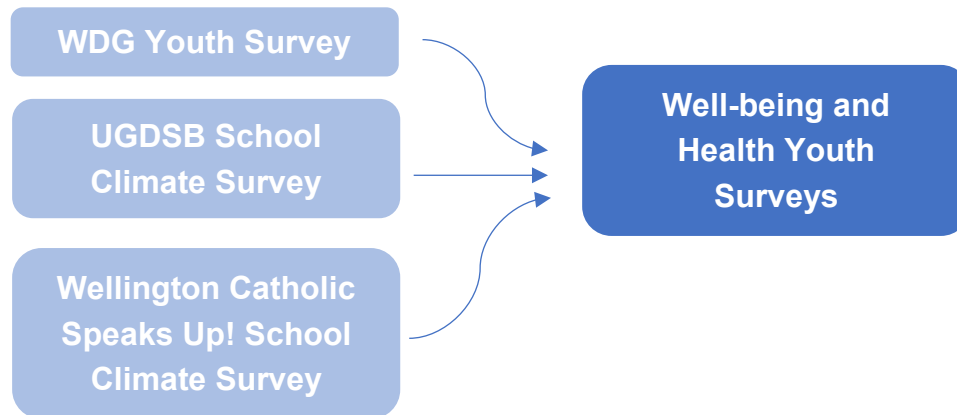 WDG Youth Survey
UGDSB School
Climate Survey
Wellington Catholic
Speaks Up! School
Climate Survey
Well-being and
Health Youth
Surveys